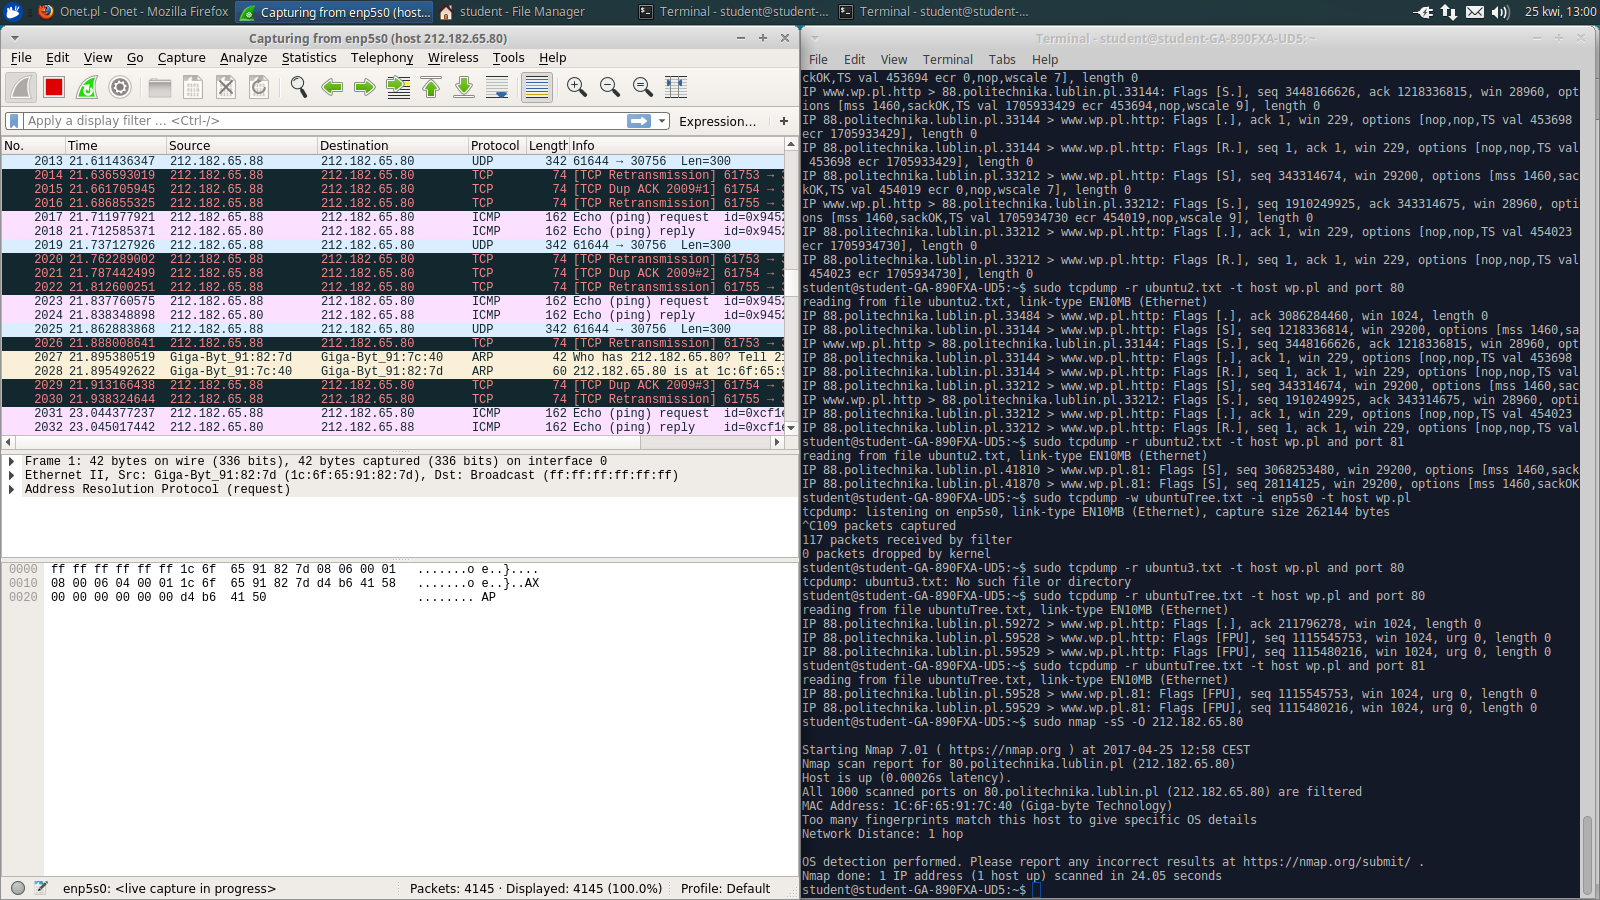 Onet.pl - Onet - Mozilla Firefox
Capturing from enp5s0 (host...
student - File Manager
Terminal - student@student-...
Terminal - student@student-...
25 kwi, 13:00
Capturing from enp5s0 (host 212.182.65.80)
File Edit View Go Capture Analyze Statistics Telephony Wireless Tools Help
Apply a display filter ... <Ctrl-/>
Expression... +
No. Time Source Destination Protocol Length Info
2013 21.611436347 212.182.65.88 212.182.65.80 UDP 342 61644 → 30756 Len=300
2014 21.636593019 212.182.65.88 212.182.65.80 TCP 74 [TCP Retransmission] 61753 →
2015 21.661705945 212.182.65.88 212.182.65.80 TCP 74 [TCP Dup ACK 2009#1] 61754 →
2016 21.686855325 212.182.65.88 212.182.65.80 TCP 74 [TCP Retransmission] 61755 →
2017 21.711977921 212.182.65.88 212.182.65.80 ICMP 162 Echo (ping) request id=0x9452
2018 21.712585371 212.182.65.80 212.182.65.88 ICMP 162 Echo (ping) reply id=0x9452
2019 21.737127926 212.182.65.88 212.182.65.80 UDP 342 61644 → 30756 Len=300
2020 21.762289002 212.182.65.88 212.182.65.80 TCP 74 [TCP Retransmission] 61753 →
2021 21.787442499 212.182.65.88 212.182.65.80 TCP 74 [TCP Dup ACK 2009#2] 61754 →
2022 21.812600251 212.182.65.88 212.182.65.80 TCP 74 [TCP Retransmission] 61755 →
2023 21.837760575 212.182.65.88 212.182.65.80 ICMP 162 Echo (ping) request id=0x9452
2024 21.838348898 212.182.65.80 212.182.65.88 ICMP 162 Echo (ping) reply id=0x9452
2025 21.862883868 212.182.65.88 212.182.65.80 UDP 342 61644 → 30756 Len=300
2026 21.888008641 212.182.65.88 212.182.65.80 TCP 74 [TCP Retransmission] 61753 →
2027 21.895380519 Giga-Byt_91:82:7d Giga-Byt_91:7c:40 ARP 42 Who has 212.182.65.80? Tell 21
2028 21.895492622 Giga-Byt_91:7c:40 Giga-Byt_91:82:7d ARP 60 212.182.65.80 is at 1c:6f:65:9
2029 21.913166438 212.182.65.88 212.182.65.80 TCP 74 [TCP Dup ACK 2009#3] 61754 →
2030 21.938324644 212.182.65.88 212.182.65.80 TCP 74 [TCP Retransmission] 61755 →
2031 23.044377237 212.182.65.88 212.182.65.80 ICMP 162 Echo (ping) request id=0xcf1e
2032 23.045017442 212.182.65.80 212.182.65.88 ICMP 162 Echo (ping) reply id=0xcf1e
Frame 1: 42 bytes on wire (336 bits), 42 bytes captured (336 bits) on interface 0
Ethernet II, Src: Giga-Byt_91:82:7d (1c:6f:65:91:82:7d), Dst: Broadcast (ff:ff:ff:ff:ff:ff)
Address Resolution Protocol (request)
0000 ff ff ff ff ff ff 1c 6f 65 91 82 7d 08 06 00 01 .......o e..}....
0010 08 00 06 04 00 01 1c 6f 65 91 82 7d d4 b6 41 58 .......o e..}..AX
0020 00 00 00 00 00 00 d4 b6 41 50 ........ AP
enp5s0: <live capture in progress>
Packets: 4145 · Displayed: 4145 (100.0%)
Profile: Default
Terminal - student@student-GA-890FXA-UD5: ~
File Edit View Terminal Tabs Help
ckOK,TS val 453694 ecr 0,nop,wscale 7], length 0
IP www.wp.pl.http > 88.politechnika.lublin.pl.33144: Flags [S.], seq 3448166626, ack 1218336815, win 28960, opt
ions [mss 1460,sackOK,TS val 1705933429 ecr 453694,nop,wscale 9], length 0
IP 88.politechnika.lublin.pl.33144 > www.wp.pl.http: Flags [.], ack 1, win 229, options [nop,nop,TS val 453698
ecr 1705933429], length 0
IP 88.politechnika.lublin.pl.33144 > www.wp.pl.http: Flags [R.], seq 1, ack 1, win 229, options [nop,nop,TS val
453698 ecr 1705933429], length 0
IP 88.politechnika.lublin.pl.33212 > www.wp.pl.http: Flags [S], seq 343314674, win 29200, options [mss 1460,sac
kOK,TS val 454019 ecr 0,nop,wscale 7], length 0
IP www.wp.pl.http > 88.politechnika.lublin.pl.33212: Flags [S.], seq 1910249925, ack 343314675, win 28960, opti
ons [mss 1460,sackOK,TS val 1705934730 ecr 454019,nop,wscale 9], length 0
IP 88.politechnika.lublin.pl.33212 > www.wp.pl.http: Flags [.], ack 1, win 229, options [nop,nop,TS val 454023
ecr 1705934730], length 0
IP 88.politechnika.lublin.pl.33212 > www.wp.pl.http: Flags [R.], seq 1, ack 1, win 229, options [nop,nop,TS val
454023 ecr 1705934730], length 0
student@student-GA-890FXA-UD5:~$ sudo tcpdump -r ubuntu2.txt -t host wp.pl and port 80
reading from file ubuntu2.txt, link-type EN10MB (Ethernet)
IP 88.politechnika.lublin.pl.33484 > www.wp.pl.http: Flags [.], ack 3086284460, win 1024, length 0
IP 88.politechnika.lublin.pl.33144 > www.wp.pl.http: Flags [S], seq 1218336814, win 29200, options [mss 1460,sa
IP www.wp.pl.http > 88.politechnika.lublin.pl.33144: Flags [S.], seq 3448166626, ack 1218336815, win 28960, opt
IP 88.politechnika.lublin.pl.33144 > www.wp.pl.http: Flags [.], ack 1, win 229, options [nop,nop,TS val 453698
IP 88.politechnika.lublin.pl.33144 > www.wp.pl.http: Flags [R.], seq 1, ack 1, win 229, options [nop,nop,TS val
IP 88.politechnika.lublin.pl.33212 > www.wp.pl.http: Flags [S], seq 343314674, win 29200, options [mss 1460,sac
IP www.wp.pl.http > 88.politechnika.lublin.pl.33212: Flags [S.], seq 1910249925, ack 343314675, win 28960, opti
IP 88.politechnika.lublin.pl.33212 > www.wp.pl.http: Flags [.], ack 1, win 229, options [nop,nop,TS val 454023
IP 88.politechnika.lublin.pl.33212 > www.wp.pl.http: Flags [R.], seq 1, ack 1, win 229, options [nop,nop,TS val
student@student-GA-890FXA-UD5:~$ sudo tcpdump -r ubuntu2.txt -t host wp.pl and port 81
reading from file ubuntu2.txt, link-type EN10MB (Ethernet)
IP 88.politechnika.lublin.pl.41810 > www.wp.pl.81: Flags [S], seq 3068253480, win 29200, options [mss 1460,sack
IP 88.politechnika.lublin.pl.41870 > www.wp.pl.81: Flags [S], seq 28114125, win 29200, options [mss 1460,sackOK
student@student-GA-890FXA-UD5:~$ sudo tcpdump -w ubuntuTree.txt -i enp5s0 -t host wp.pl
tcpdump: listening on enp5s0, link-type EN10MB (Ethernet), capture size 262144 bytes
^C109 packets captured
117 packets received by filter
0 packets dropped by kernel
student@student-GA-890FXA-UD5:~$ sudo tcpdump -r ubuntu3.txt -t host wp.pl and port 80
tcpdump: ubuntu3.txt: No such file or directory
student@student-GA-890FXA-UD5:~$ sudo tcpdump -r ubuntuTree.txt -t host wp.pl and port 80
reading from file ubuntuTree.txt, link-type EN10MB (Ethernet)
IP 88.politechnika.lublin.pl.59272 > www.wp.pl.http: Flags [.], ack 211796278, win 1024, length 0
IP 88.politechnika.lublin.pl.59528 > www.wp.pl.http: Flags [FPU], seq 1115545753, win 1024, urg 0, length 0
IP 88.politechnika.lublin.pl.59529 > www.wp.pl.http: Flags [FPU], seq 1115480216, win 1024, urg 0, length 0
student@student-GA-890FXA-UD5:~$ sudo tcpdump -r ubuntuTree.txt -t host wp.pl and port 81
reading from file ubuntuTree.txt, link-type EN10MB (Ethernet)
IP 88.politechnika.lublin.pl.59528 > www.wp.pl.81: Flags [FPU], seq 1115545753, win 1024, urg 0, length 0
IP 88.politechnika.lublin.pl.59529 > www.wp.pl.81: Flags [FPU], seq 1115480216, win 1024, urg 0, length 0
student@student-GA-890FXA-UD5:~$ sudo nmap -sS -O 212.182.65.80
Starting Nmap 7.01 ( https://nmap.org ) at 2017-04-25 12:58 CEST
Nmap scan report for 80.politechnika.lublin.pl (212.182.65.80)
Host is up (0.00026s latency).
All 1000 scanned ports on 80.politechnika.lublin.pl (212.182.65.80) are filtered
MAC Address: 1C:6F:65:91:7C:40 (Giga-byte Technology)
Too many fingerprints match this host to give specific OS details
Network Distance: 1 hop
OS detection performed. Please report any incorrect results at https://nmap.org/submit/ .
Nmap done: 1 IP address (1 host up) scanned in 24.05 seconds
student@student-GA-890FXA-UD5:~$